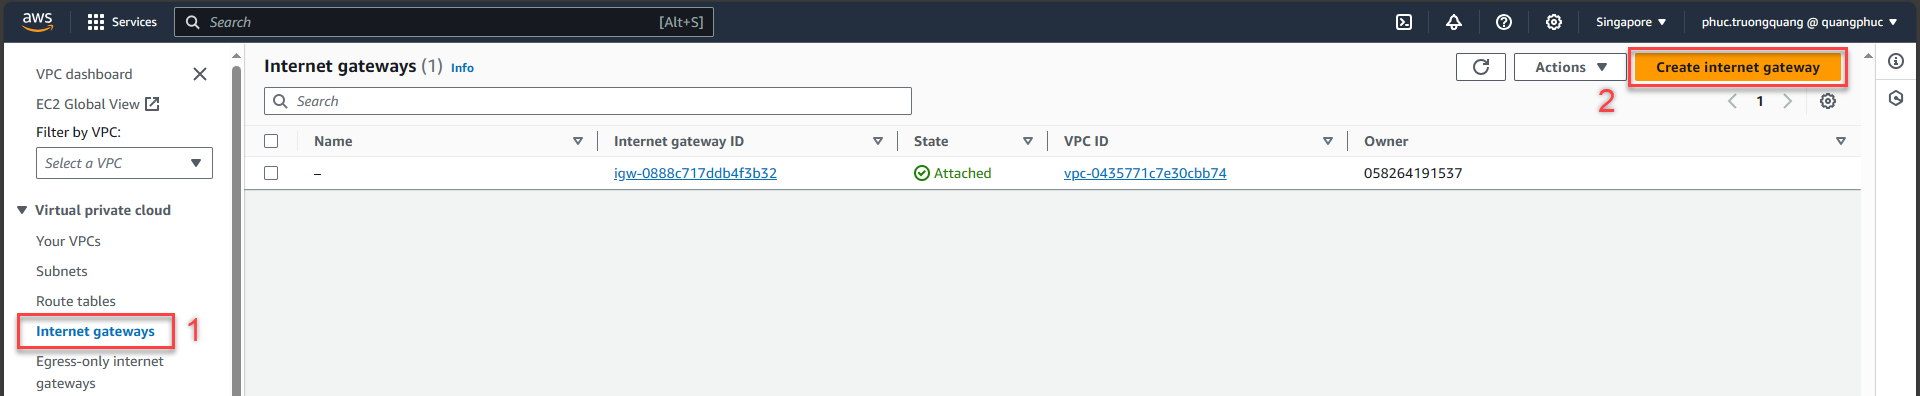 aws Services Search [Alt+S] Singapore phuc.truongquang @ quangphuc
VPC dashboard
EC2 Global View
Filter by VPC:
Select a VPC
Virtual private cloud
Your VPCs
Subnets
Route tables
Internet gateways 1
Egress-only internet
gateways
Internet gateways (1) Info
Actions
Create internet gateway
2
Search
1
Name Internet gateway ID State VPC ID Owner
– igw-0888c717ddb4f3b32 Attached vpc-0435771c7e30cbb74 058264191537